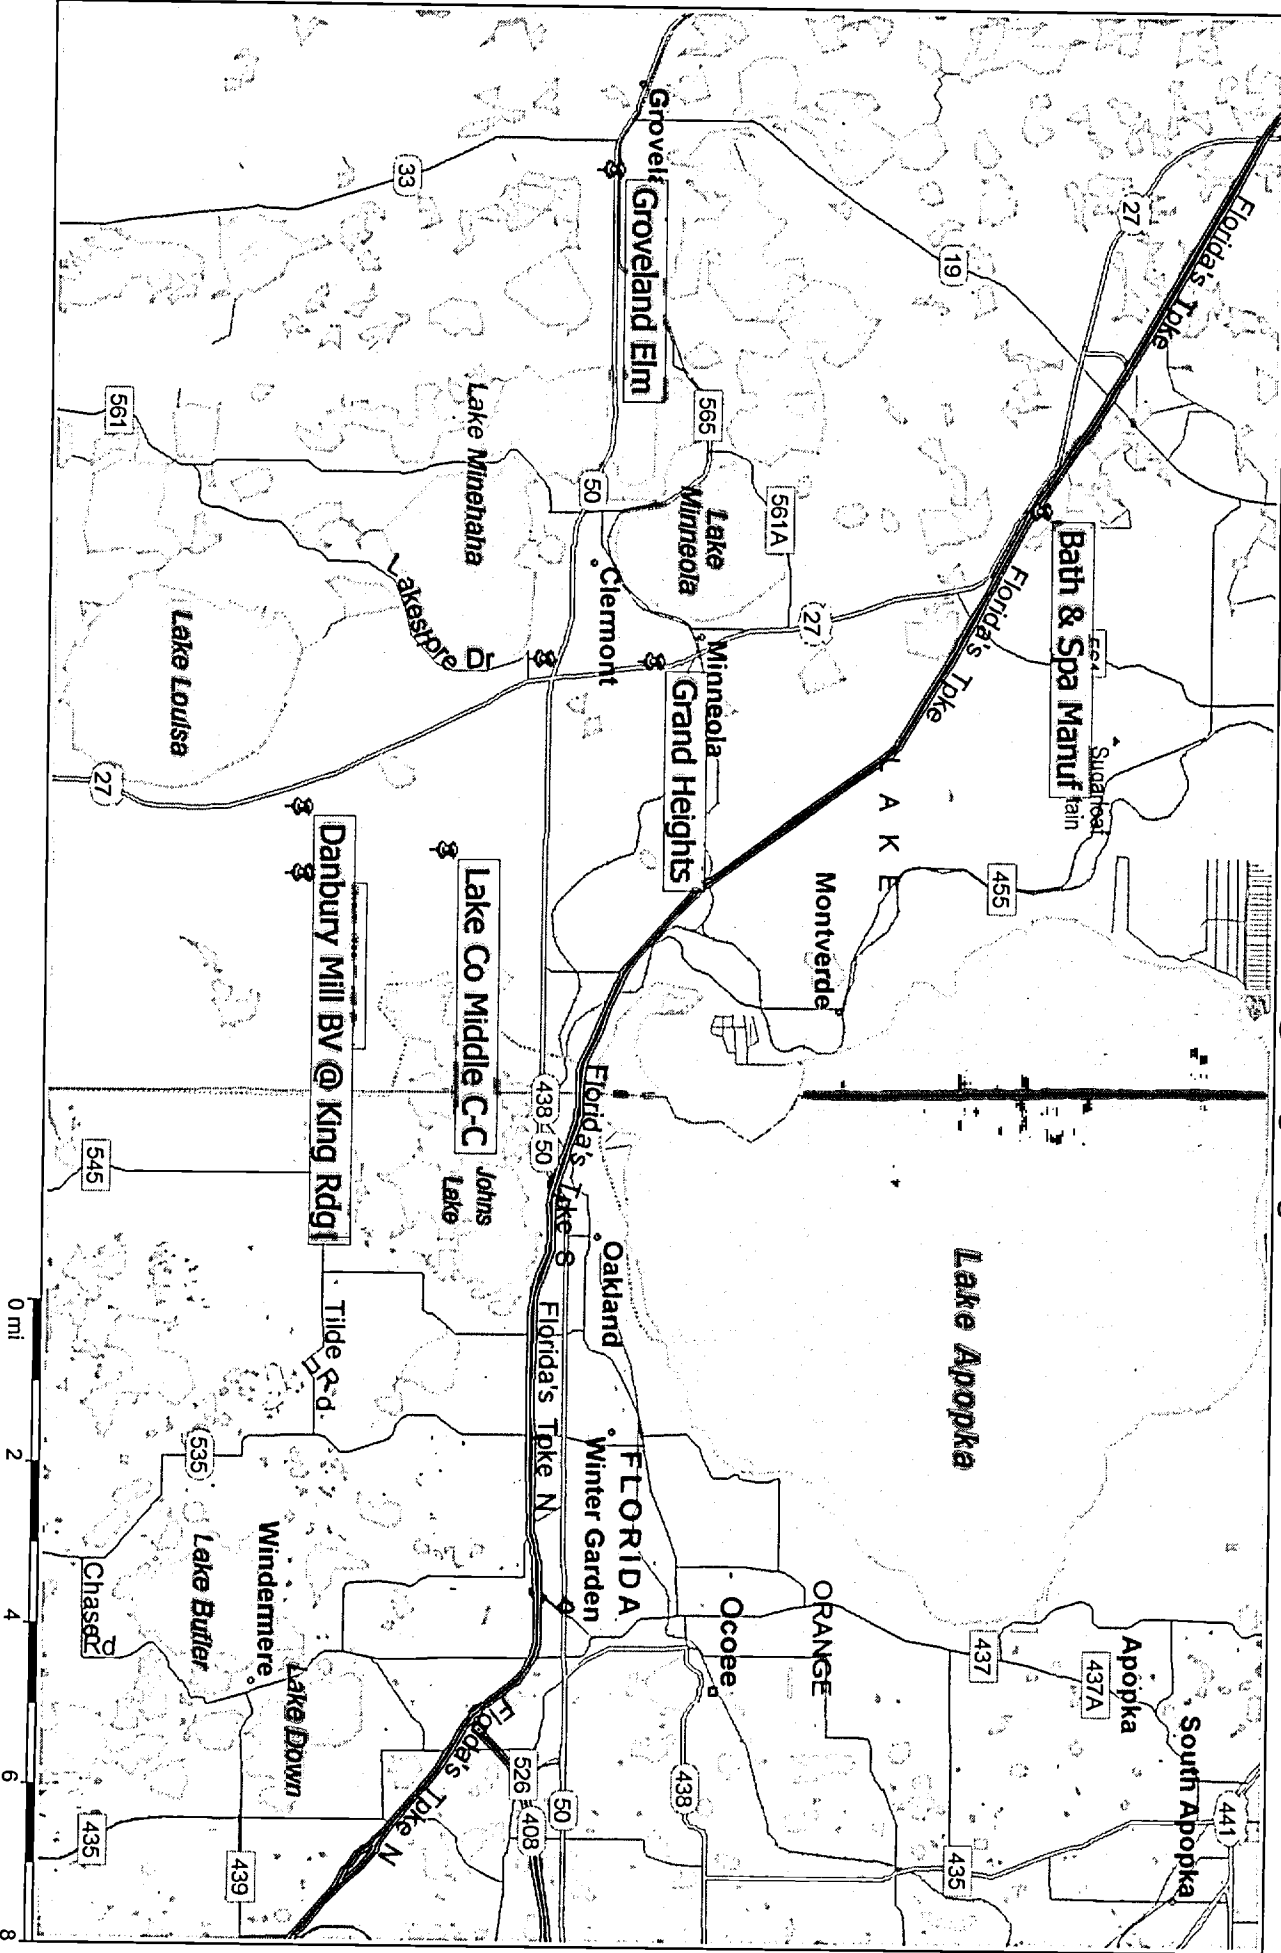 Florida's Tpke
27
19
Bath & Spa Manuf
tain
Florida's Tpke
455
LAKE
Lake Apopka
437
Apopka
437A
South Apopka
441
435
Grovel
Groveland Elm
33
565
561A
Lake
Minneola
27
Minneola
Grand Heights
Montverde
ORANGE
Ocoee
438
50
Clermont
Lake Minehaha
561
Lakeshore Dr
Lake Louisa
27
Lake Co Middle C-C
Johns
Lake
438
50
Florida's Tpke S
Oakland
Florida's Tpke N
FLORIDA
Winter Garden
Danbury Mill BV @ King Rdg
545
Tilde Rd
535
Lake Butler
Windermere
Lake Down
Chase Rd
Florida's Tpke N
526
408
50
439
435
0 mi
2
4
6
8